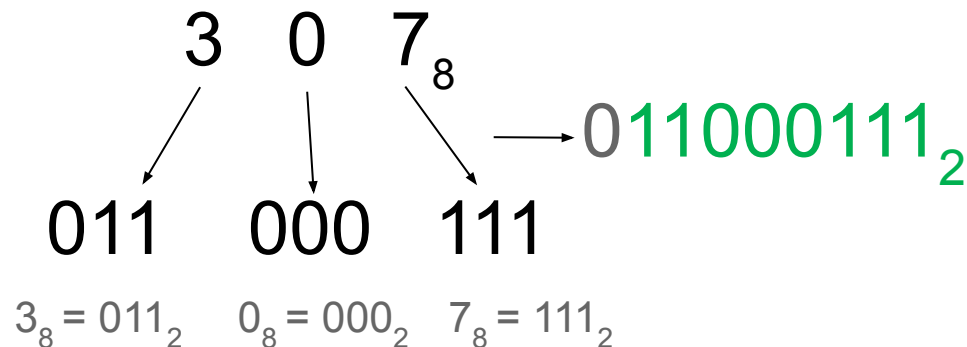 3 0 7₈
011000111₂
011 000 111
3₈ = 011₂ 0₈ = 000₂ 7₈ = 111₂